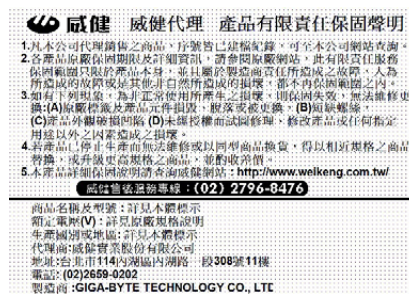 威健 威健代理 產品有限責任保固聲明
1.凡本公司代理銷售之商品，序號皆已建檔紀錄，可至本公司網站查詢。
2.各產品原廠保固期限及詳細資訊，請參閱原廠網站，此有限責任服務
保固範圍只限於產品本身，並且屬於製造商責任所造成之故障，人為
所造成的故障或是其他非自然所造成的損壞，都不再保固範圍之內。
3.如有下列現象，為非正常使用所產生之損壞，則保固失效，無法維修更
換:(A)原廠標籤及產品元件損毀，脫落或被更換，(B)短缺螺絲，
(C)產品外觀破損凹陷 (D)未經授權而試圖修理，修改產品或任何指定
用途以外之因素造成之損壞。
4.若產品已停止生產而無法維修或以同型商品換貨，得以相近規格之商品
替換，或升級更高規格之商品，並酌收差價。
5.本產品詳細保固說明請查詢威健網站：http://www.welkeng.com.tw/
威健售後服務專線：(02) 2796-8476
商品名稱及型號：詳見本體標示
額定電壓(V)：詳見原廠規格說明
生產國別或地區：詳見本體標示
代理商:威健實業股份有限公司
地址:台北市114內湖區內湖路一段308號11樓
電話: (02)2659-0202
製造商 :GIGA-BYTE TECHNOLOGY CO., LTD